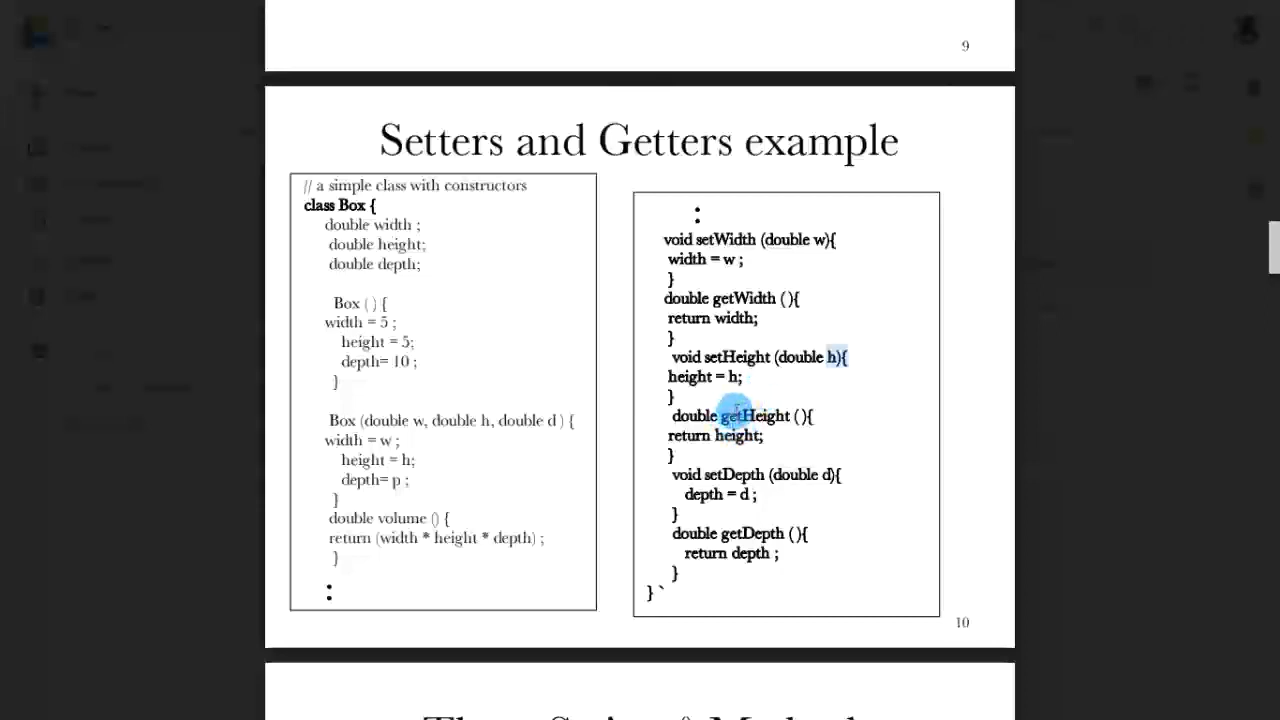 9
Setters and Getters example
// a simple class with constructors
class Box {
double width ;
double height;
double depth;
Box ( ) {
width = 5 ;
height = 5;
depth= 10 ;
}
Box (double w, double h, double d ) {
width = w ;
height = h;
depth= p ;
}
double volume () {
return (width * height * depth) ;
}
:
:
void setWidth (double w){
width = w ;
}
double getWidth ( ){
return width;
}
void setHeight (double h){
height = h;
}
double getHeight ( ){
return height;
}
void setDepth (double d){
depth = d ;
}
double getDepth ( ){
return depth ;
}
} `
10